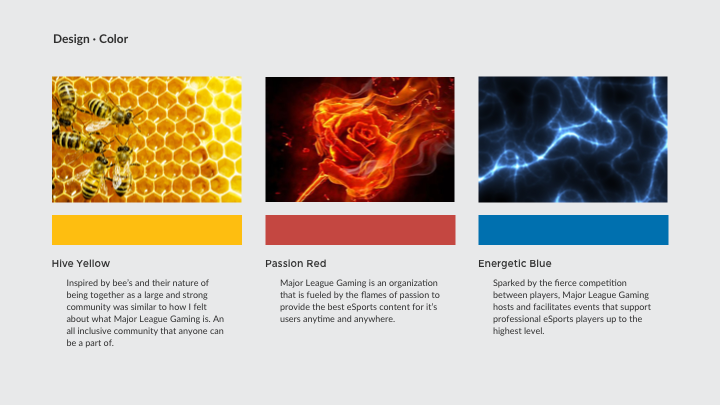 Design · Color
Hive Yellow
Inspired by bee's and their nature of
being together as a large and strong
community was similar to how I felt
about what Major League Gaming is. An
all inclusive community that anyone can
be a part of.
Passion Red
Major League Gaming is an organization
that is fueled by the flames of passion to
provide the best eSports content for it's
users anytime and anywhere.
Energetic Blue
Sparked by the fierce competition
between players, Major League Gaming
hosts and facilitates events that support
professional eSports players up to the
highest level.